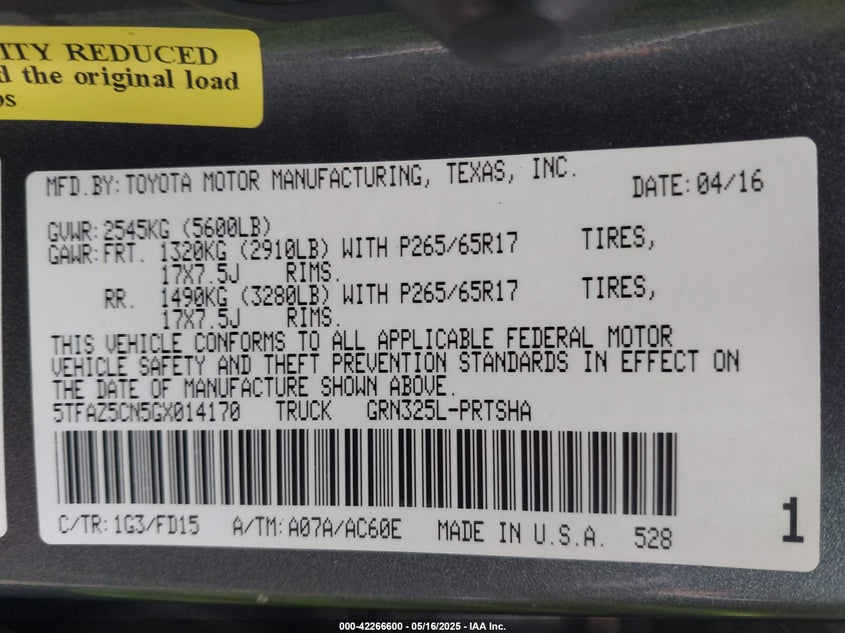 ITY REDUCED
d the original load
os
MFD.BY:TOYOTA MOTOR MANUFACTURING, TEXAS, INC.
DATE:04/16
GVWR:2545KG (5600LB)
GAWR:FRT. 1320KG (2910LB) WITH P265/65R17 TIRES,
17X7.5J RIMS.
RR. 1490KG (3280LB) WITH P265/65R17 TIRES,
17X7.5J RIMS.
THIS VEHICLE CONFORMS TO ALL APPLICABLE FEDERAL MOTOR
VEHICLE SAFETY AND THEFT PREVENTION STANDARDS IN EFFECT ON
THE DATE OF MANUFACTURE SHOWN ABOVE.
5TFAZ5CN5GX014170 TRUCK GRN325L-PRTSHA
C/TR:1G3/FD15 A/TM:A07A/AC60E MADE IN U.S.A. 528
1
000-42266600 - 05/16/2025 - IAA Inc.